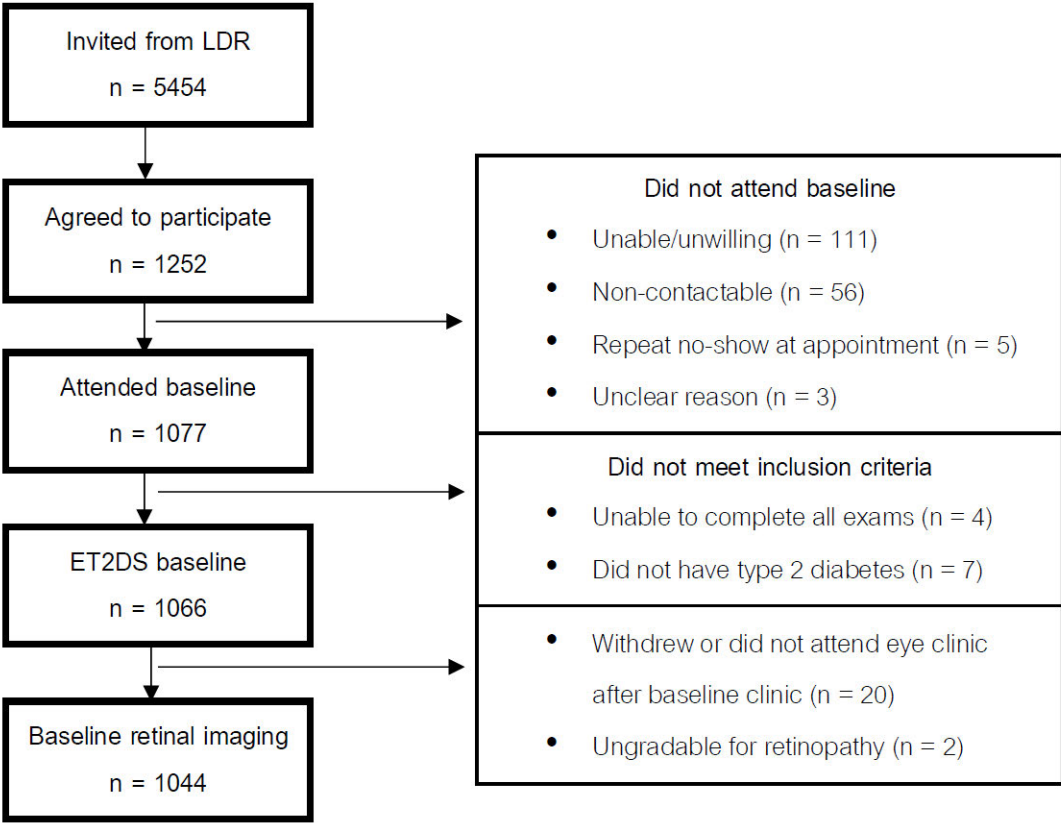 Invited from LDR
n = 5454
Agreed to participate
n = 1252
Attended baseline
n = 1077
ET2DS baseline
n = 1066
Baseline retinal imaging
n = 1044
Did not attend baseline
• Unable/unwilling (n = 111)
• Non-contactable (n = 56)
• Repeat no-show at appointment (n = 5)
• Unclear reason (n = 3)
Did not meet inclusion criteria
• Unable to complete all exams (n = 4)
• Did not have type 2 diabetes (n = 7)
• Withdrew or did not attend eye clinic
after baseline clinic (n = 20)
• Ungradable for retinopathy (n = 2)